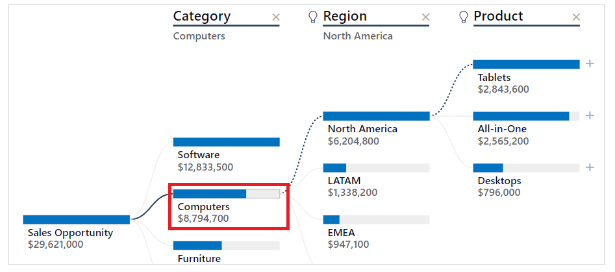 Category
Computers
Region
North America
Product
Tablets
$2,843,600
North America
$6,204,800
All-in-One
$2,565,200
Software
$12,833,500
LATAM
$1,338,200
Desktops
$796,000
Computers
$8,794,700
Sales Opportunity
$29,621,000
EMEA
$947,100
Furniture